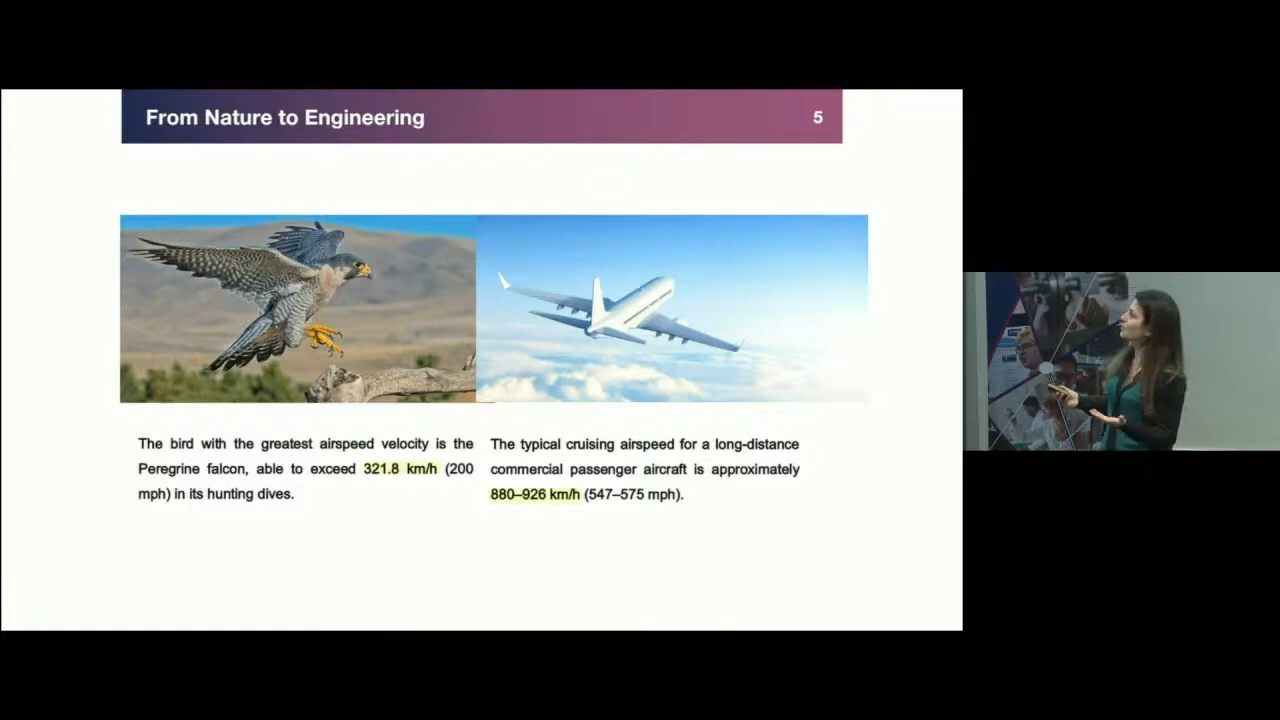 From Nature to Engineering
5
The bird with the greatest airspeed velocity is the
Peregrine falcon, able to exceed 321.8 km/h (200
mph) in its hunting dives.
The typical cruising airspeed for a long-distance
commercial passenger aircraft is approximately
880–926 km/h (547–575 mph).